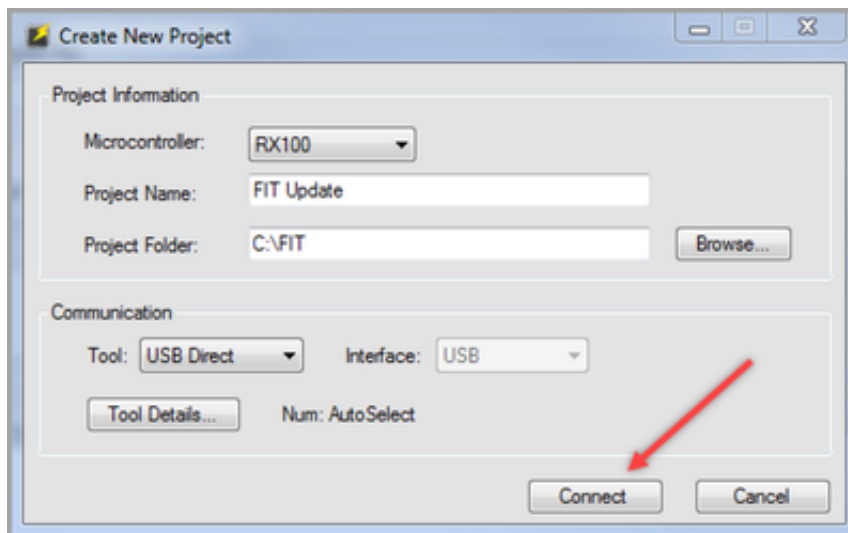 Create New Project
Project Information
Microcontroller: RX100
Project Name: FIT Update
Project Folder: C:\FIT Browse...
Communication
Tool: USB Direct Interface: USB
Tool Details... Num: AutoSelect
Connect Cancel